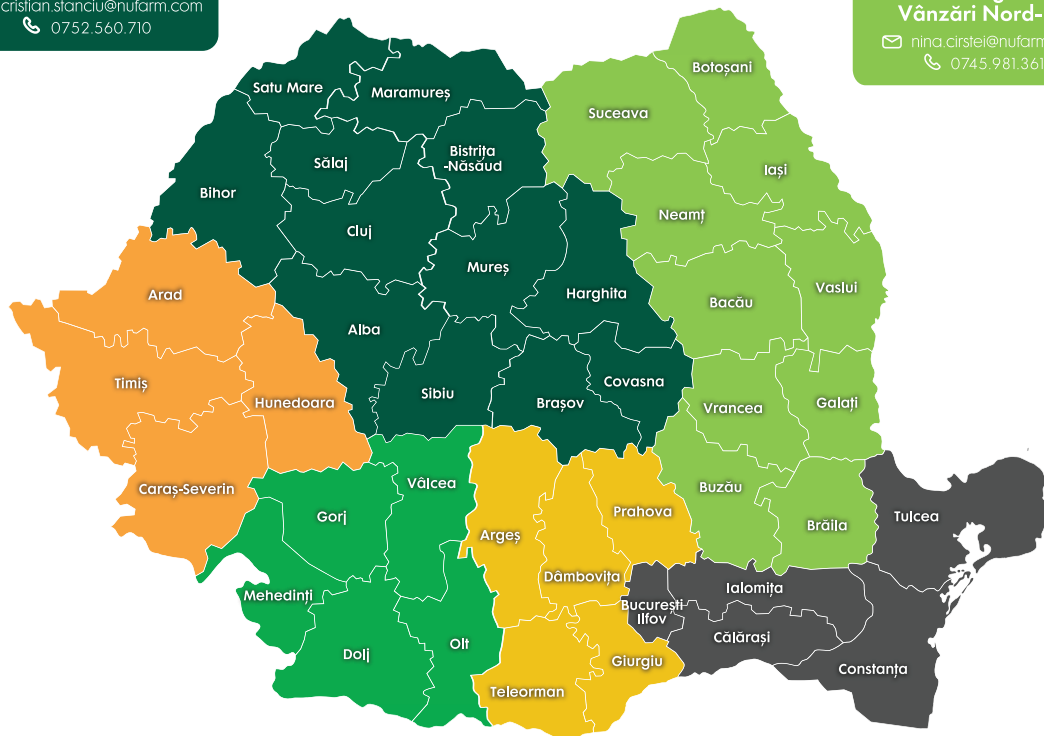 cristian.stanciu@nufarm.com
0752.560.710
Vânzări Nord-
nina.cirstei@nufarm
0745.981.361
Botoșani
Satu Mare
Maramureș
Suceava
Bistrița
-Năsăud
Sălaj
Iași
Bihor
Neamț
Cluj
Mureș
Vaslui
Arad
Harghita
Bacău
Alba
Timiș
Covasna
Sibiu
Hunedoara
Brașov
Vrancea
Galați
Vâlcea
Caraș-Severin
Buzău
Prahova
Gorj
Tulcea
Brăila
Argeș
Dâmbovița
Ialomița
Mehedinți
București
Ilfov
Călărași
Olt
Dolj
Giurgiu
Constanța
Teleorman